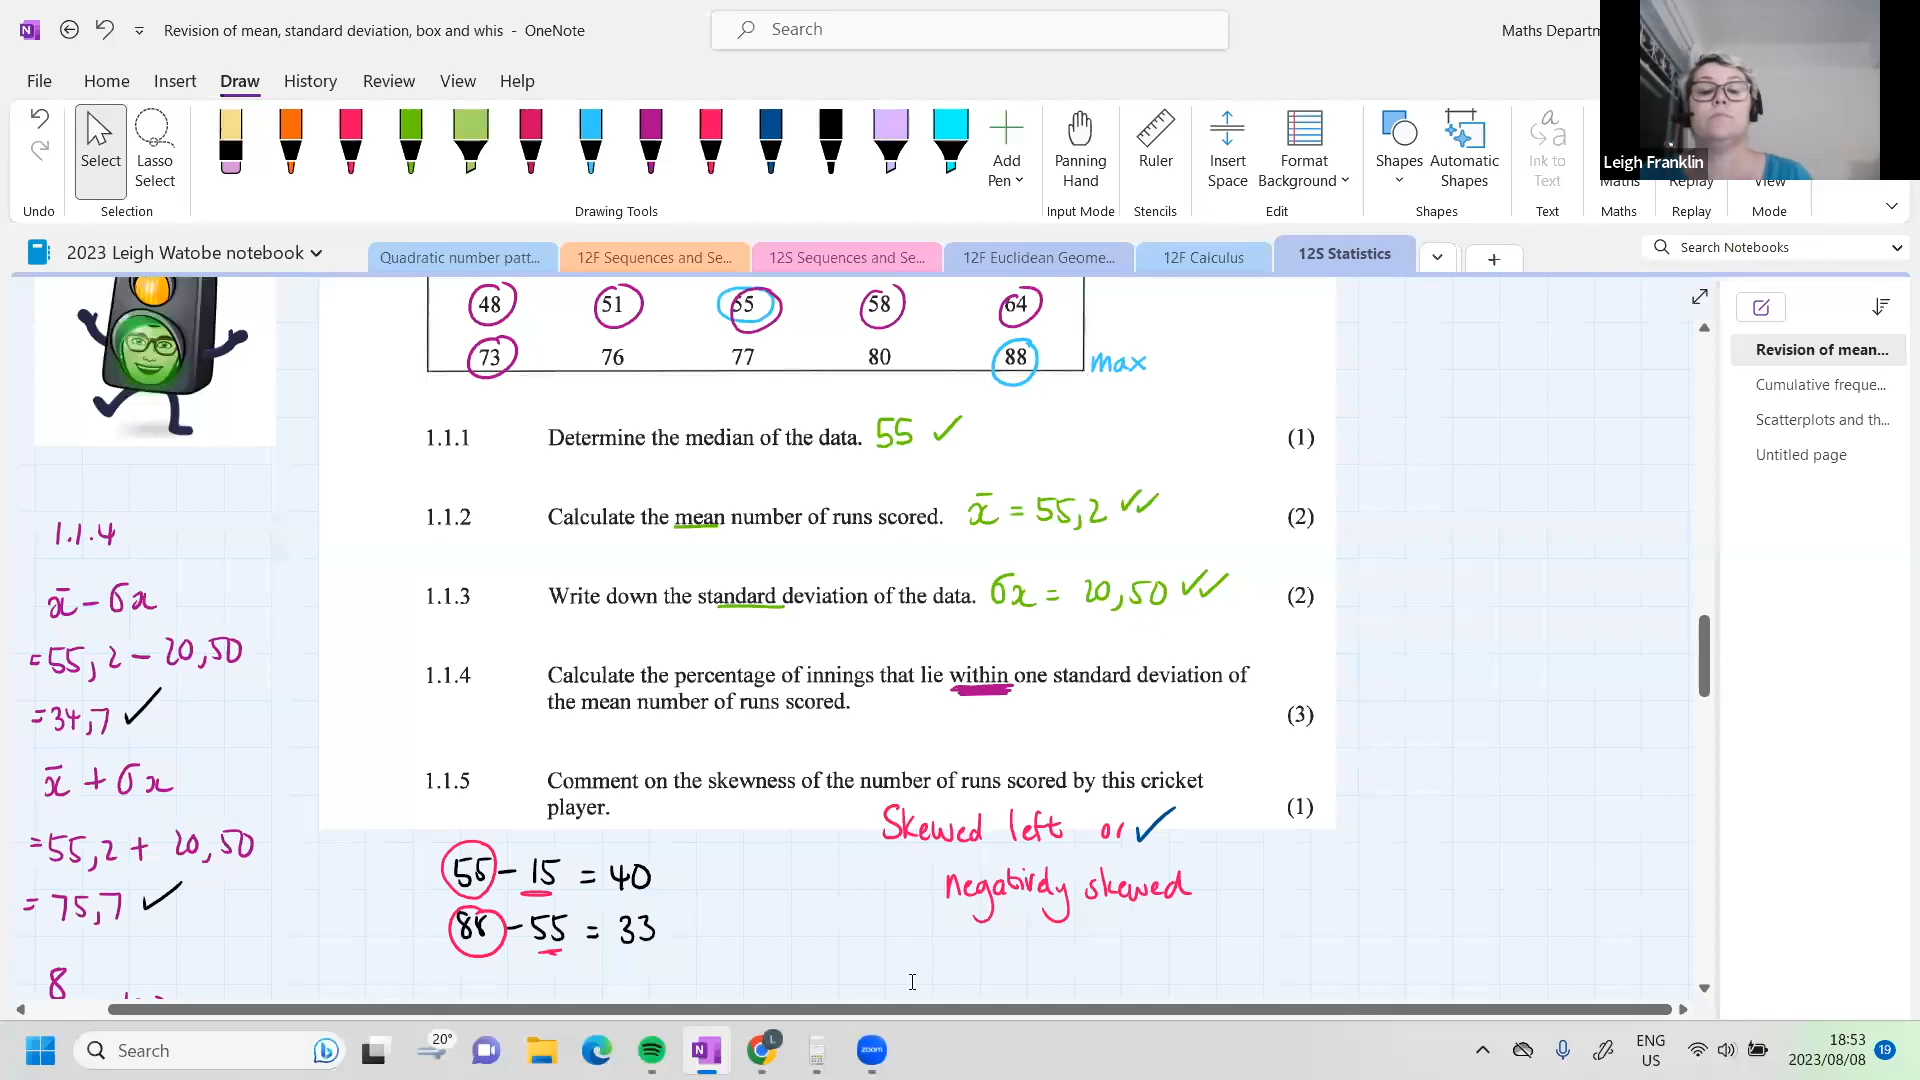 Revision of mean, standard deviation, box and whis - OneNote
Search
Maths Departm
File Home Insert Draw History Review View Help
Select
Lasso Select
Add Pen
Panning Hand
Ruler
Insert Space
Format Background
Shapes
Automatic Shapes
Ink to Text
Maths
Replay
View
Leigh Franklin
Undo Selection Drawing Tools Input Mode Stencils Edit Shapes Text Maths Replay Mode
2023 Leigh Watobe notebook
Quadratic number patt... 12F Sequences and Se... 12S Sequences and Se... 12F Euclidean Geome... 12F Calculus 12S Statistics
+
Search Notebooks
Revision of mean...
Cumulative freque...
Scatterplots and th...
Untitled page
48 51 55 58 64
73 76 77 80 88 max
1.1.1 Determine the median of the data. 55 ✓ (1)
1.1.2 Calculate the mean number of runs scored. x̄ = 55,2 ✓✓ (2)
1.1.3 Write down the standard deviation of the data. σx = 20,50 ✓✓ (2)
1.1.4 Calculate the percentage of innings that lie within one standard deviation of
the mean number of runs scored. (3)
1.1.5 Comment on the skewness of the number of runs scored by this cricket
player. (1)
Skewed left or ✓
negatively skewed
55 - 15 = 40
88 - 55 = 33
1.1.4
x̄ - σx
= 55,2 - 20,50
= 34,7 ✓
x̄ + σx
= 55,2 + 20,50
= 75,7 ✓
8
Search
20°
L
zoom
ENG
US
18:53
2023/08/08
19